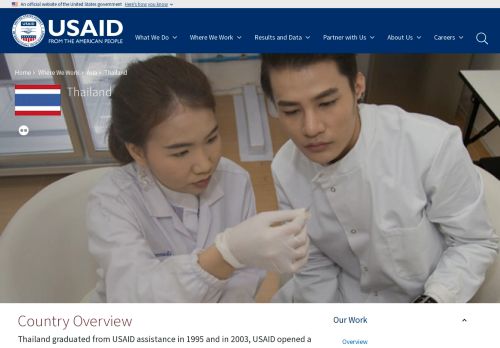 An official website of the United States government Here's how you know
USAID
FROM THE AMERICAN PEOPLE
What We Do
Where We Work
Results and Data
Partner with Us
About Us
Careers
Home › Where We Work › Asia › Thailand
Thailand
Country Overview
Thailand graduated from USAID assistance in 1995 and in 2003, USAID opened a
Our Work
Overview